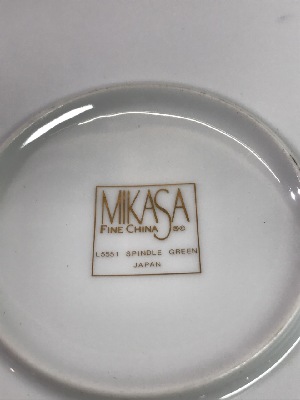 MIKASA
FINE CHINA
L5551 SPINDLE GREEN
JAPAN